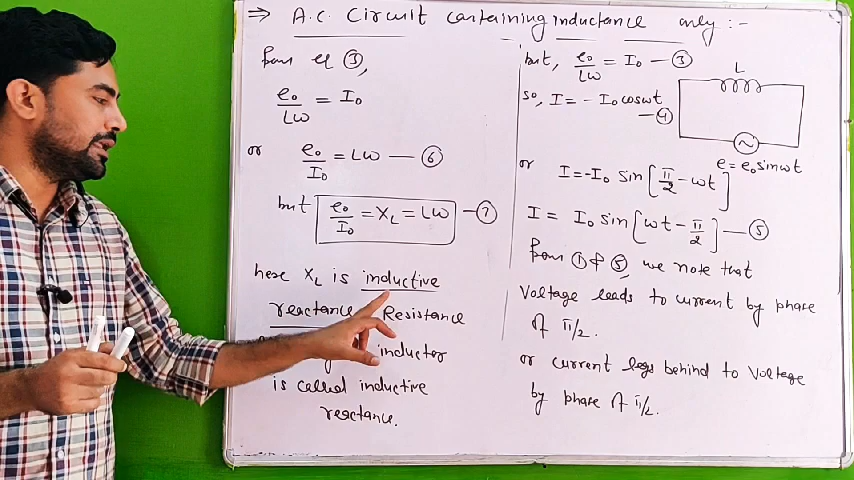 ⇒ A.C. Circuit containing inductance only :-
from eq ③,
e₀/Lω = I₀
or e₀/I₀ = Lω — ⑥
but e₀/I₀ = X_L = Lω — ⑦
here X_L is inductive
reactance Resistance
inductor
is called inductive
reactance.
but, e₀/Lω = I₀ — ③
so, I = - I₀ cosωt
— ④
L
~
e = e₀ sinωt
or I = -I₀ sin[π/2 - ωt]
I = I₀ sin[ωt - π/2] — ⑤
from ① & ⑤, we note that
Voltage leads to current by phase
of π/2.
or current legs behind to Voltage
by phase of π/2.